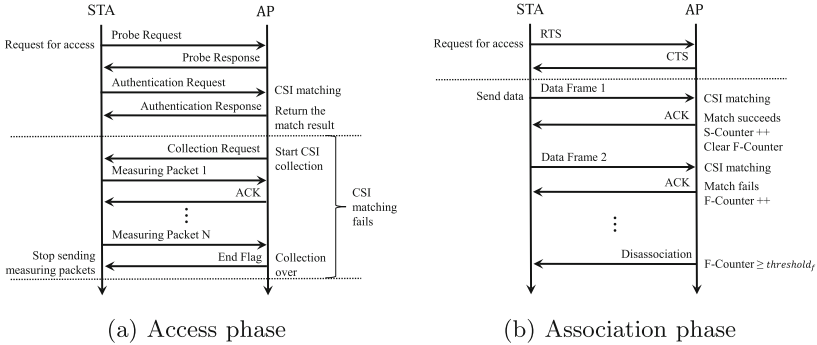 STA
AP
Probe Request
Request for access
Probe Response
Authentication Request
CSI matching
Authentication Response
Return the
match result
Collection Request
Start CSI
collection
Measuring Packet 1
ACK
CSI
matching
fails
Measuring Packet N
Stop sending
measuring packets
End Flag
Collection
over
(a) Access phase
STA
AP
RTS
Request for access
CTS
Data Frame 1
Send data
CSI matching
ACK
Match succeeds
S-Counter ++
Clear F-Counter
Data Frame 2
CSI matching
ACK
Match fails
F-Counter ++
Disassociation
F-Counter ≥ threshold_f
(b) Association phase